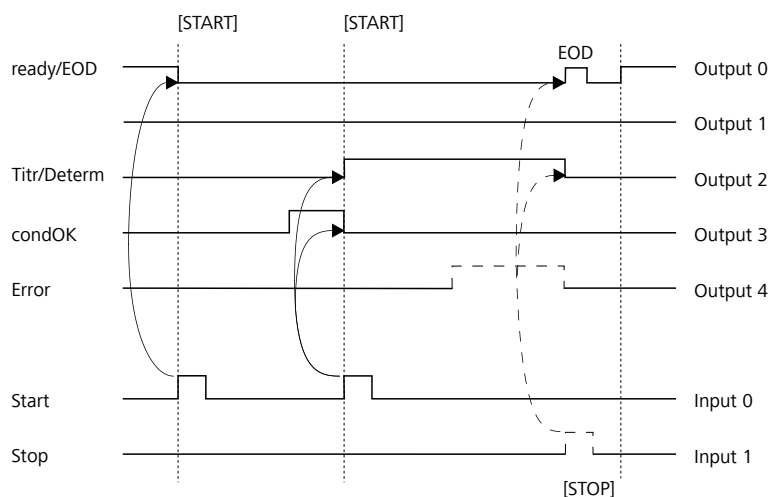 [START] [START]
EOD
ready/EOD Output 0
Output 1
Titr/Determ Output 2
condOK Output 3
Error Output 4
Start Input 0
Stop Input 1
[STOP]